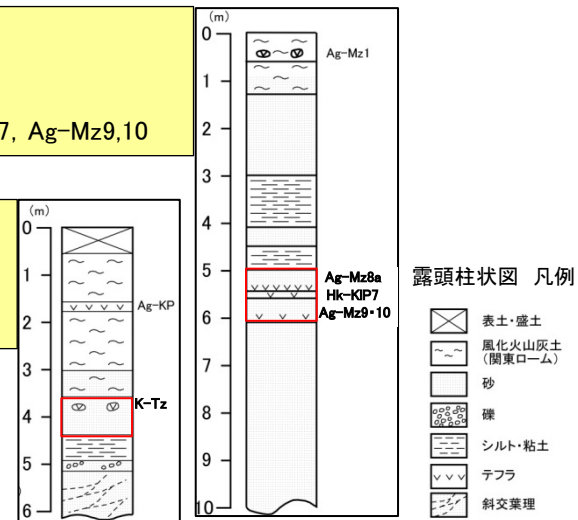 7, Ag-Mz9,10
(m)
0
1
2
3
4
5
6
Ag-KP
K-Tz
(m)
0
1
2
3
4
5
6
7
8
9
10
Ag-Mz1
Ag-Mz8a
Hk-KlP7
Ag-Mz9・10
露頭柱状図 凡例
表土・盛土
風化火山灰土
(関東ローム)
砂
礫
シルト・粘土
テフラ
斜交葉理